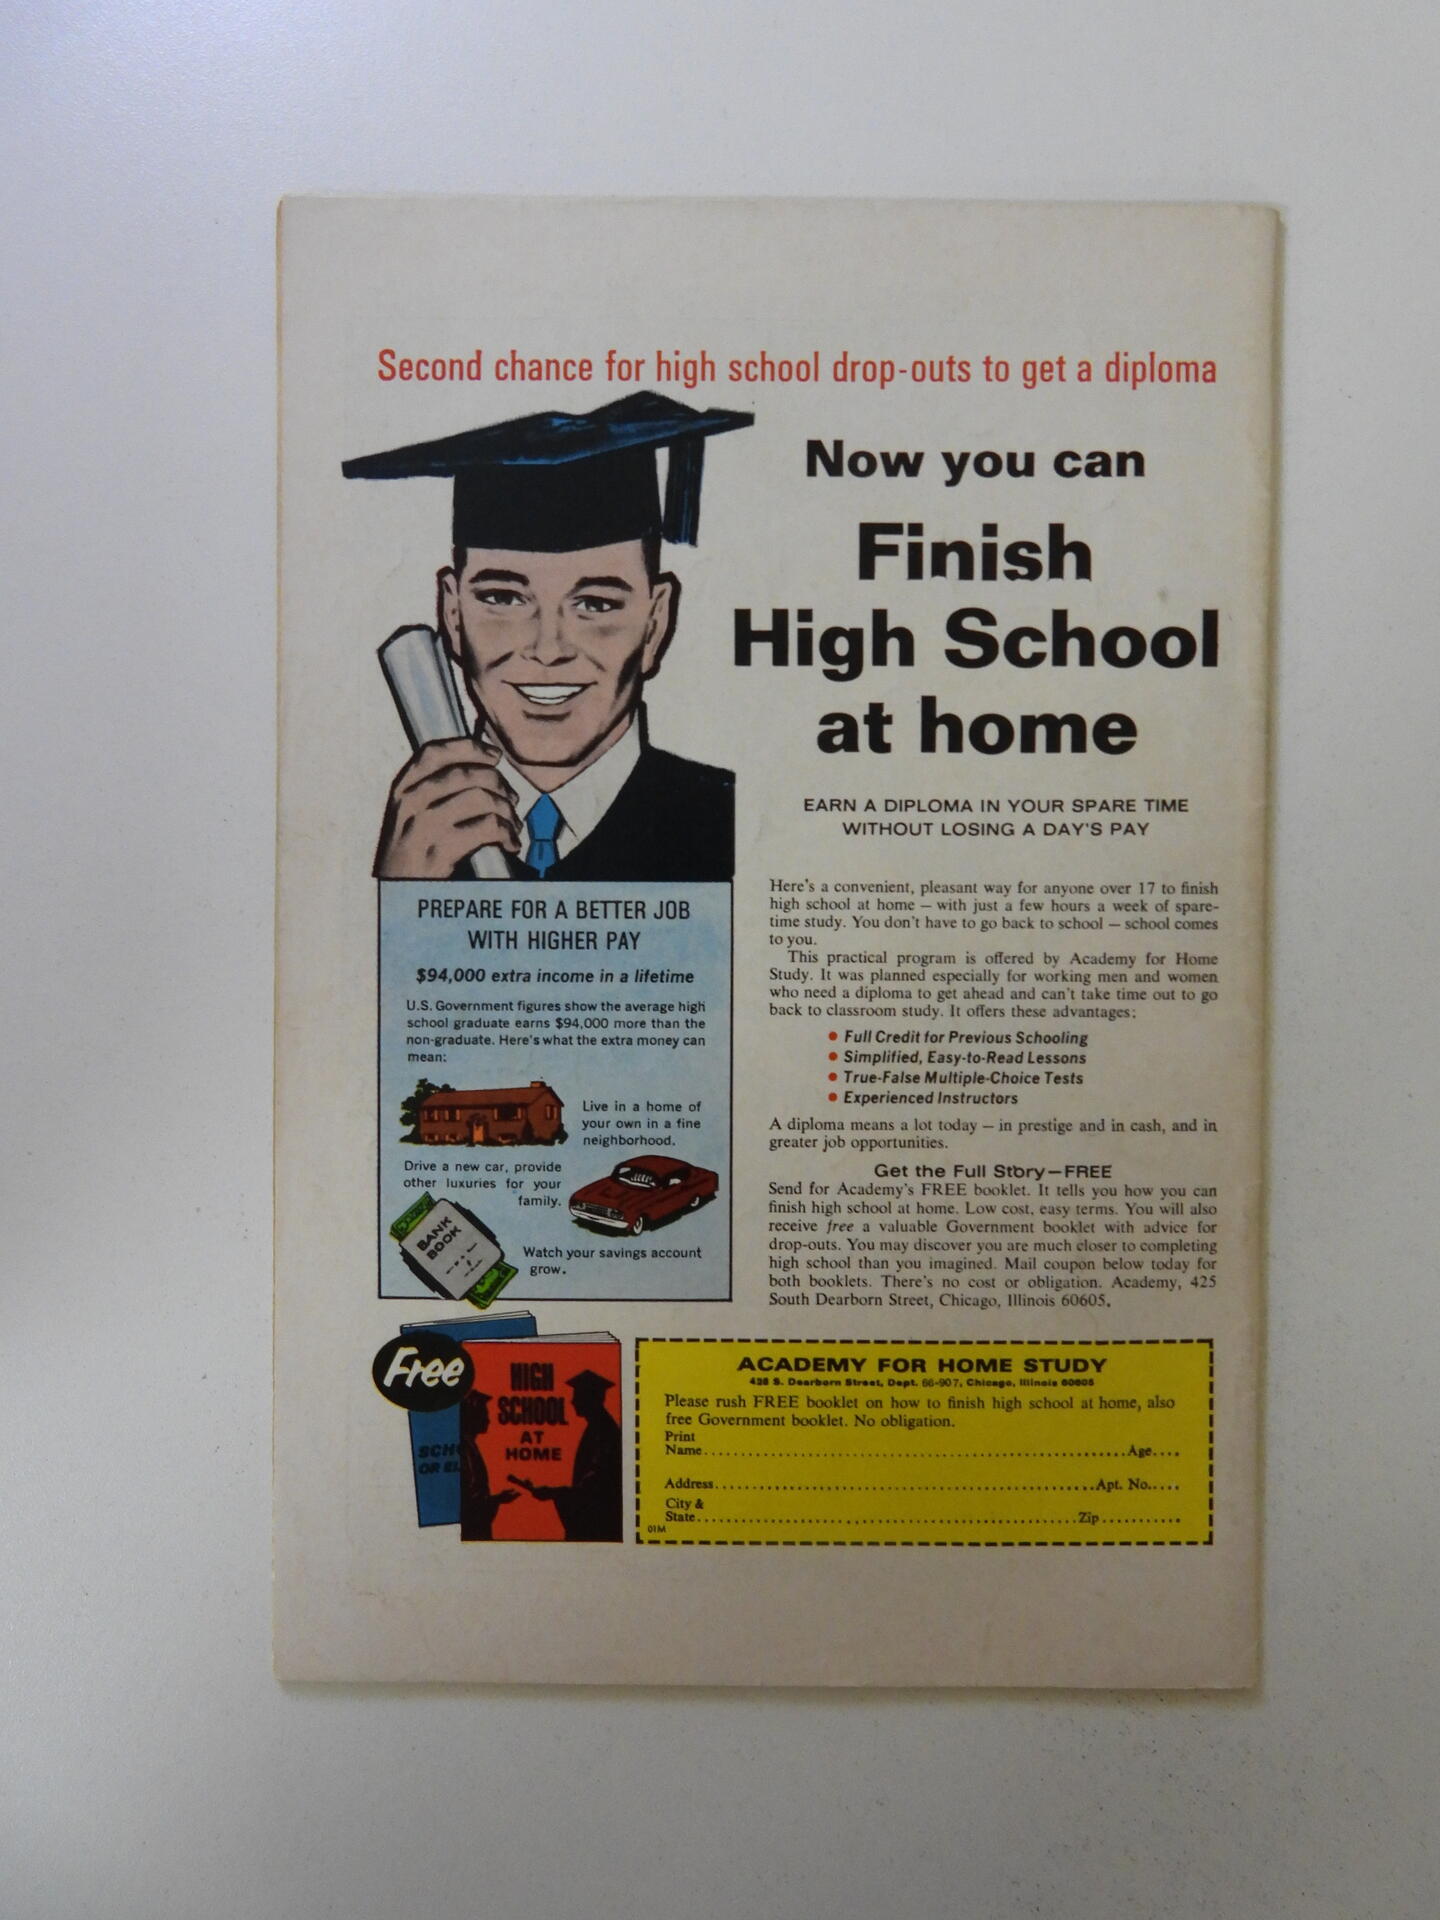 Second chance for high school drop-outs to get a diploma
Now you can
Finish
High School
at home
EARN A DIPLOMA IN YOUR SPARE TIME
WITHOUT LOSING A DAY'S PAY
Here's a convenient, pleasant way for anyone over 17 to finish
high school at home — with just a few hours a week of spare-
time study. You don't have to go back to school — school comes
to you.
This practical program is offered by Academy for Home
Study. It was planned especially for working men and women
who need a diploma to get ahead and can't take time out to go
back to classroom study. It offers these advantages:
• Full Credit for Previous Schooling
• Simplified, Easy-to-Read Lessons
• True-False Multiple-Choice Tests
• Experienced Instructors
A diploma means a lot today — in prestige and in cash, and in
greater job opportunities.
Get the Full Story—FREE
Send for Academy's FREE booklet. It tells you how you can
finish high school at home. Low cost, easy terms. You will also
receive free a valuable Government booklet with advice for
drop-outs. You may discover you are much closer to completing
high school than you imagined. Mail coupon below today for
both booklets. There's no cost or obligation. Academy, 425
South Dearborn Street, Chicago, Illinois 60605.
PREPARE FOR A BETTER JOB
WITH HIGHER PAY
$94,000 extra income in a lifetime
U.S. Government figures show the average high
school graduate earns $94,000 more than the
non-graduate. Here's what the extra money can
mean:
Live in a home of
your own in a fine
neighborhood.
Drive a new car, provide
other luxuries for your
family.
BANK
BOOK
Watch your savings account
grow.
Free
SCHO
OR EL
HIGH
SCHOOL
AT
HOME
ACADEMY FOR HOME STUDY
S. Dearborn Street, Dept. 66-907, Chicago, Illinois 60605
Please rush FREE booklet on how to finish high school at home, also
free Government booklet. No obligation.
Print
Name.....Age....
Address.....Apt. No.....
City &
State.....Zip..........
01M